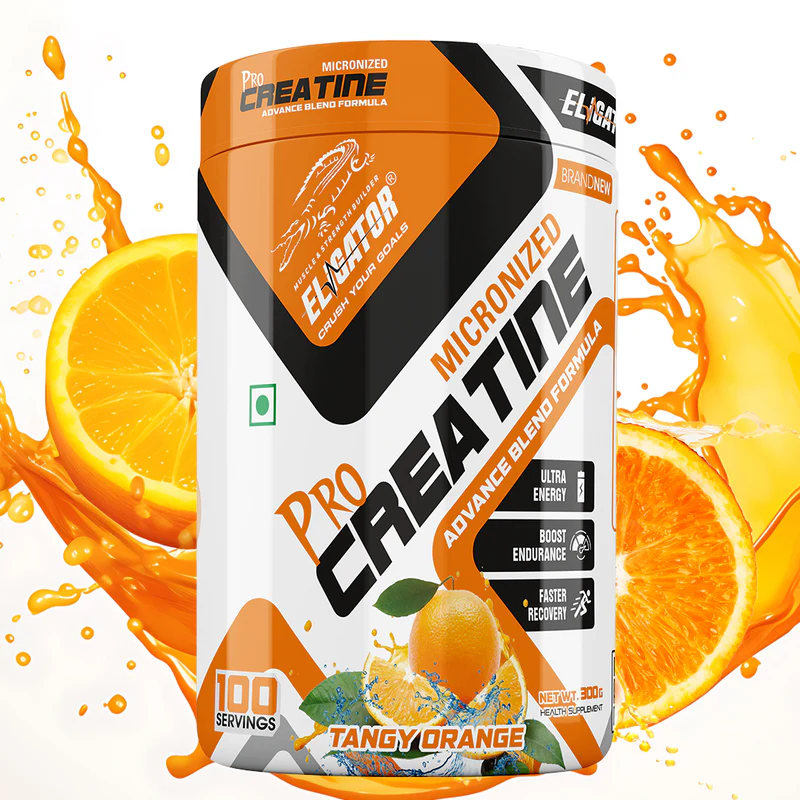 MICRONIZED
PRO
CREATINE
ADVANCE BLEND FORMULA
BRANDNEW
MUSCLE & STRENGTH BUILDER
ELIGATOR®
CRUSH YOUR GOALS
MICRONIZED
PRO
CREATINE
ADVANCE BLEND FORMULA
ULTRA
ENERGY
BOOST
ENDURANCE
FASTER
RECOVERY
100
SERVINGS
NET WT. 300G
HEALTH SUPPLEMENT
TANGY ORANGE